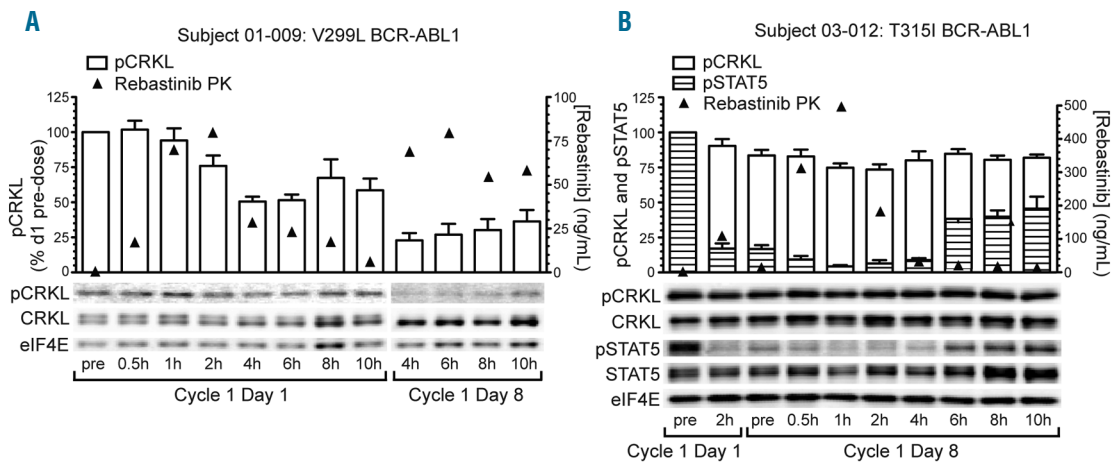 A
Subject 01-009: V299L BCR-ABL1
pCRKL
Rebastinib PK
125
100
75
50
25
0
pCRKL
(% d1 pre-dose)
100
75
50
25
0
[Rebastinib] (ng/mL)
pCRKL
CRKL
eIF4E
pre 0.5h 1h 2h 4h 6h 8h 10h 4h 6h 8h 10h
Cycle 1 Day 1 Cycle 1 Day 8
B
Subject 03-012: T315I BCR-ABL1
pCRKL
pSTAT5
Rebastinib PK
125
100
75
50
25
0
pCRKL and pSTAT5
500
400
300
200
100
0
[Rebastinib] (ng/mL)
pCRKL
CRKL
pSTAT5
STAT5
eIF4E
pre 2h pre 0.5h 1h 2h 4h 6h 8h 10h
Cycle 1 Day 1 Cycle 1 Day 8